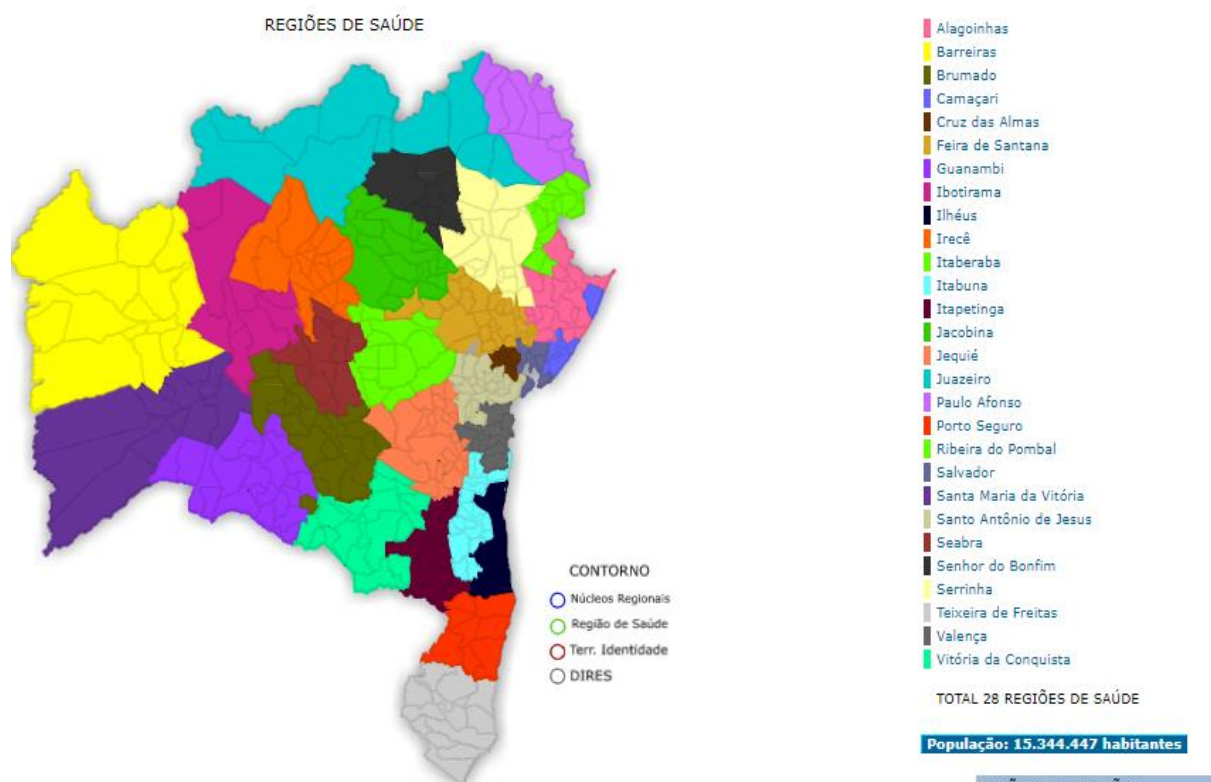 REGIÕES DE SAÚDE
CONTORNO
Núcleos Regionais
Região de Saúde
Terr. Identidade
DIRES
Alagoinhas
Barreiras
Brumado
Camaçari
Cruz das Almas
Feira de Santana
Guanambi
Ibotirama
Ilhéus
Irecê
Itaberaba
Itabuna
Itapetinga
Jacobina
Jequié
Juazeiro
Paulo Afonso
Porto Seguro
Ribeira do Pombal
Salvador
Santa Maria da Vitória
Santo Antônio de Jesus
Seabra
Senhor do Bonfim
Serrinha
Teixeira de Freitas
Valença
Vitória da Conquista
TOTAL 28 REGIÕES DE SAÚDE
População: 15.344.447 habitantes